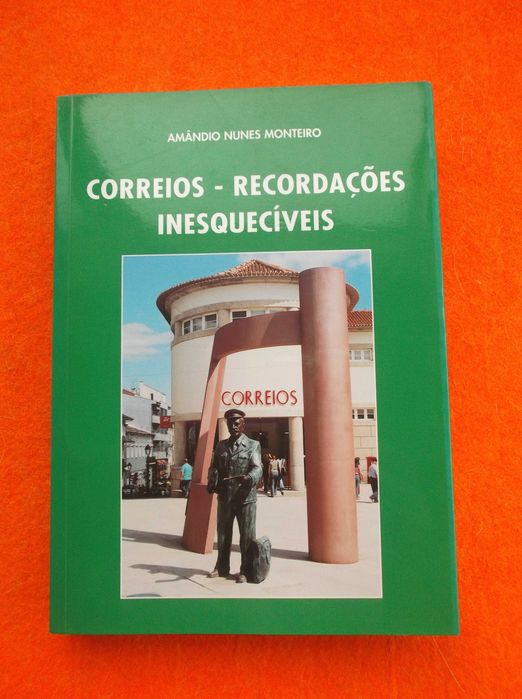 AMÂNDIO NUNES MONTEIRO
CORREIOS - RECORDAÇÕES
INESQUECÍVEIS
CORREIOS